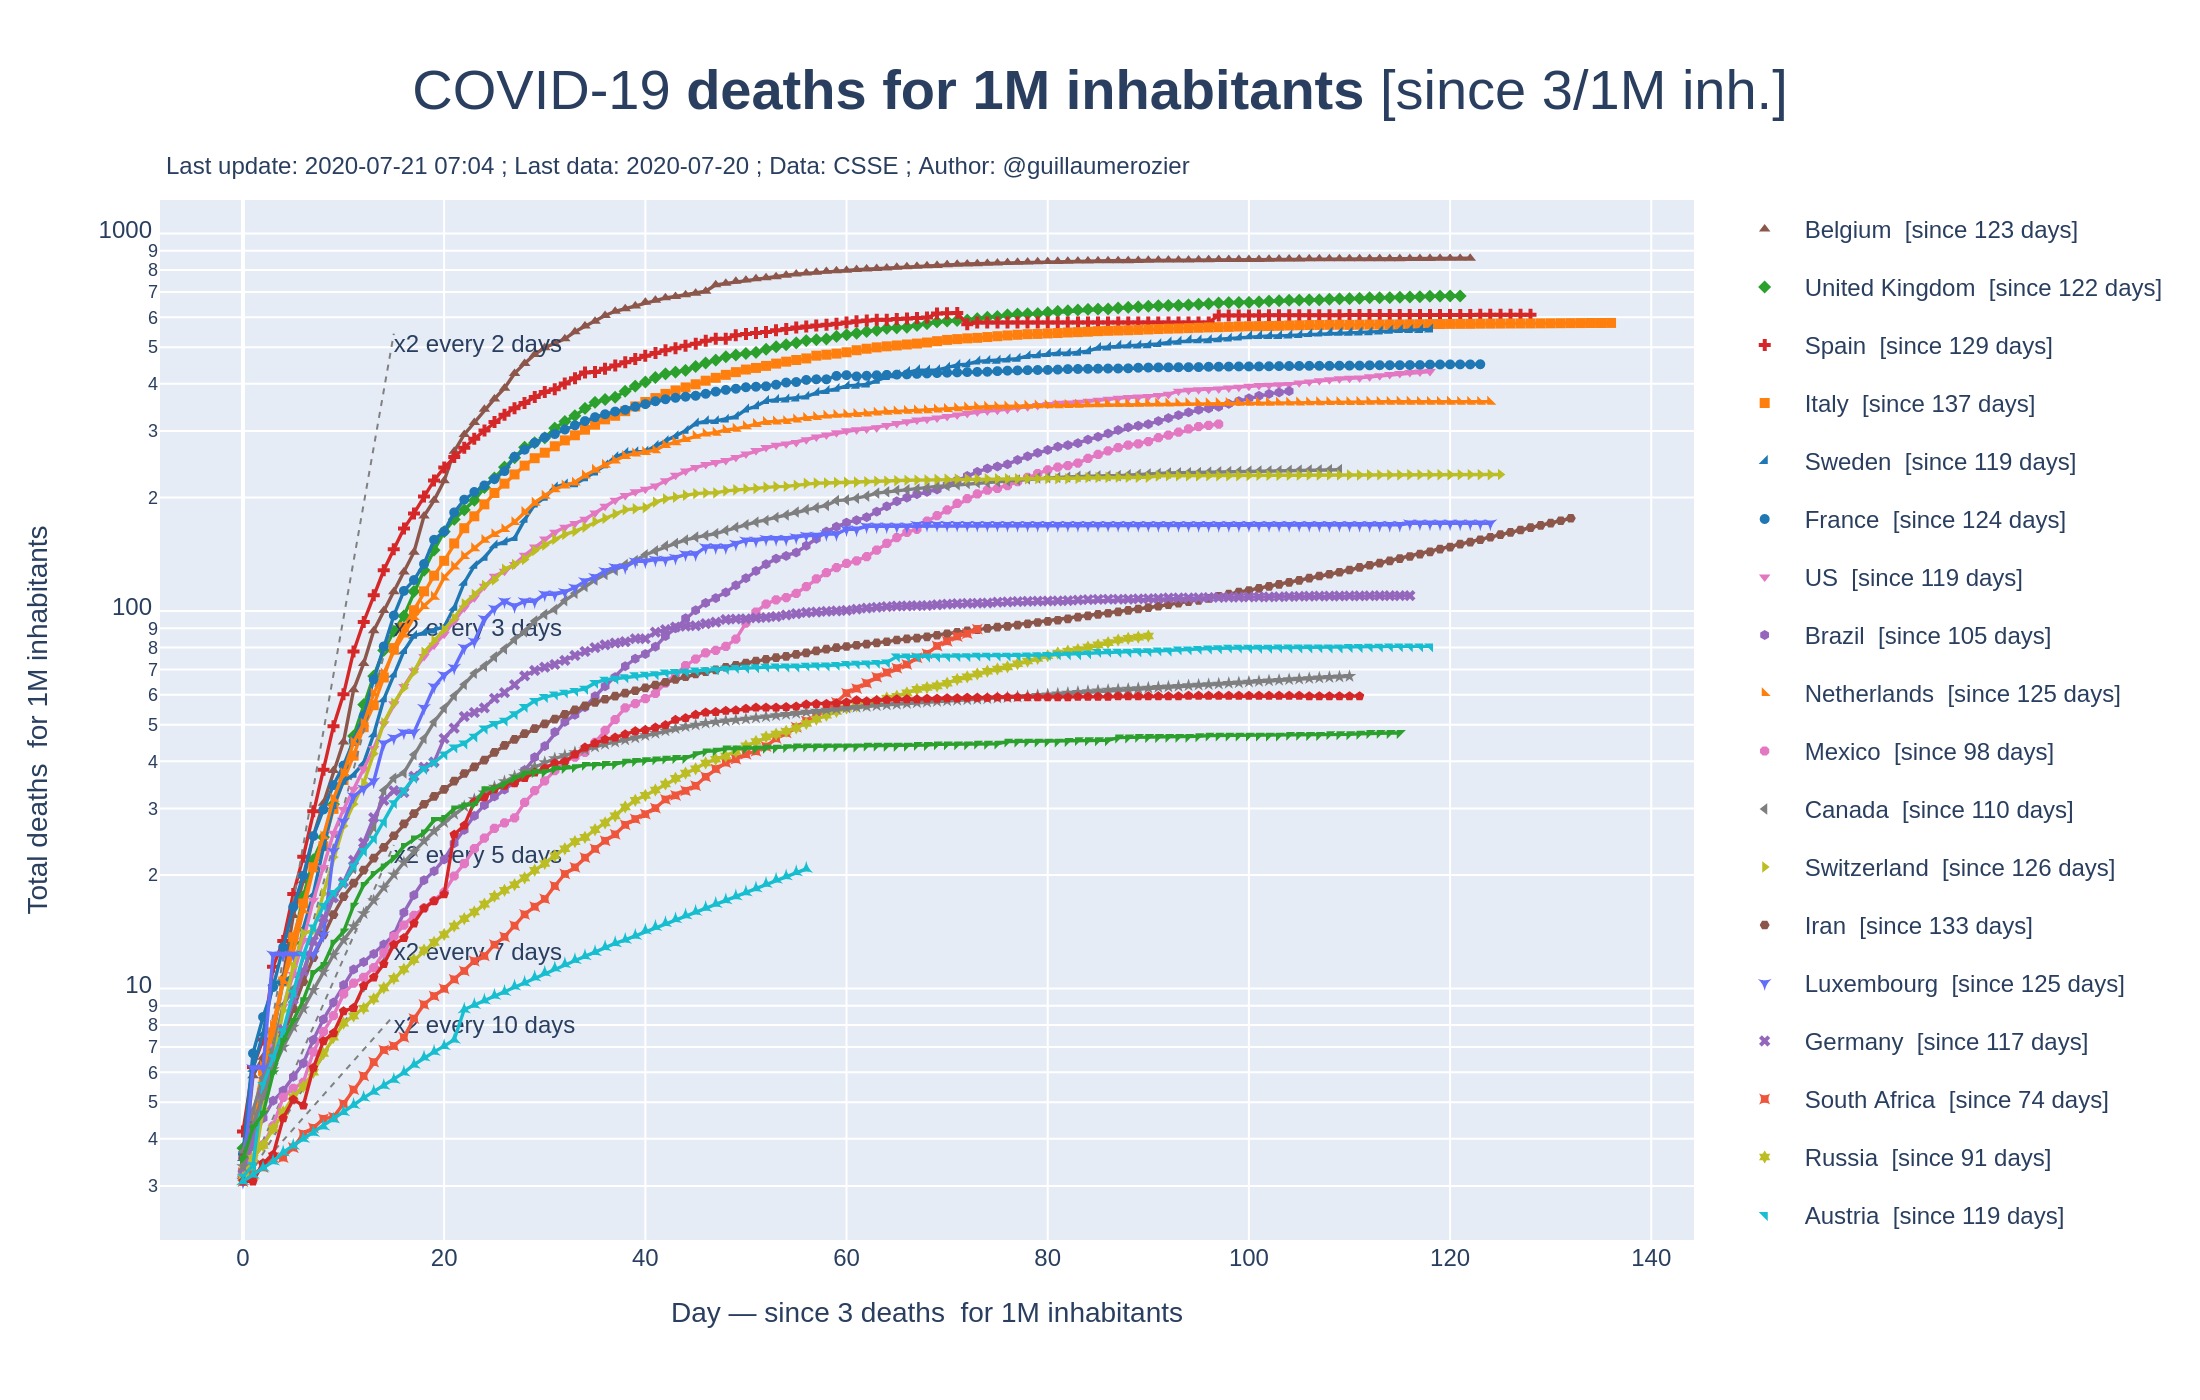 COVID-19 deaths for 1M inhabitants [since 3/1M inh.]
Last update: 2020-07-21 07:04 ; Last data: 2020-07-20 ; Data: CSSE ; Author: @guillaumerozier
Total deaths for 1M inhabitants
1000
9
8
7
6
5
4
3
2
100
9
8
7
6
5
4
3
2
10
9
8
7
6
5
4
3
x2 every 2 days
x2 every 3 days
x2 every 5 days
x2 every 7 days
x2 every 10 days
0 20 40 60 80 100 120 140
Day — since 3 deaths for 1M inhabitants
Belgium [since 123 days]
United Kingdom [since 122 days]
Spain [since 129 days]
Italy [since 137 days]
Sweden [since 119 days]
France [since 124 days]
US [since 119 days]
Brazil [since 105 days]
Netherlands [since 125 days]
Mexico [since 98 days]
Canada [since 110 days]
Switzerland [since 126 days]
Iran [since 133 days]
Luxembourg [since 125 days]
Germany [since 117 days]
South Africa [since 74 days]
Russia [since 91 days]
Austria [since 119 days]